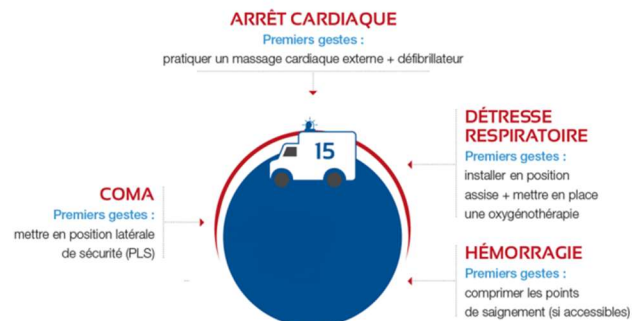 ARRÊT CARDIAQUE
Premiers gestes :
pratiquer un massage cardiaque externe + défibrillateur
15
DÉTRESSE
RESPIRATOIRE
Premiers gestes :
installer en position
assise + mettre en place
une oxygénothérapie
COMA
Premiers gestes :
mettre en position latérale
de sécurité (PLS)
HÉMORRAGIE
Premiers gestes :
comprimer les points
de saignement (si accessibles)